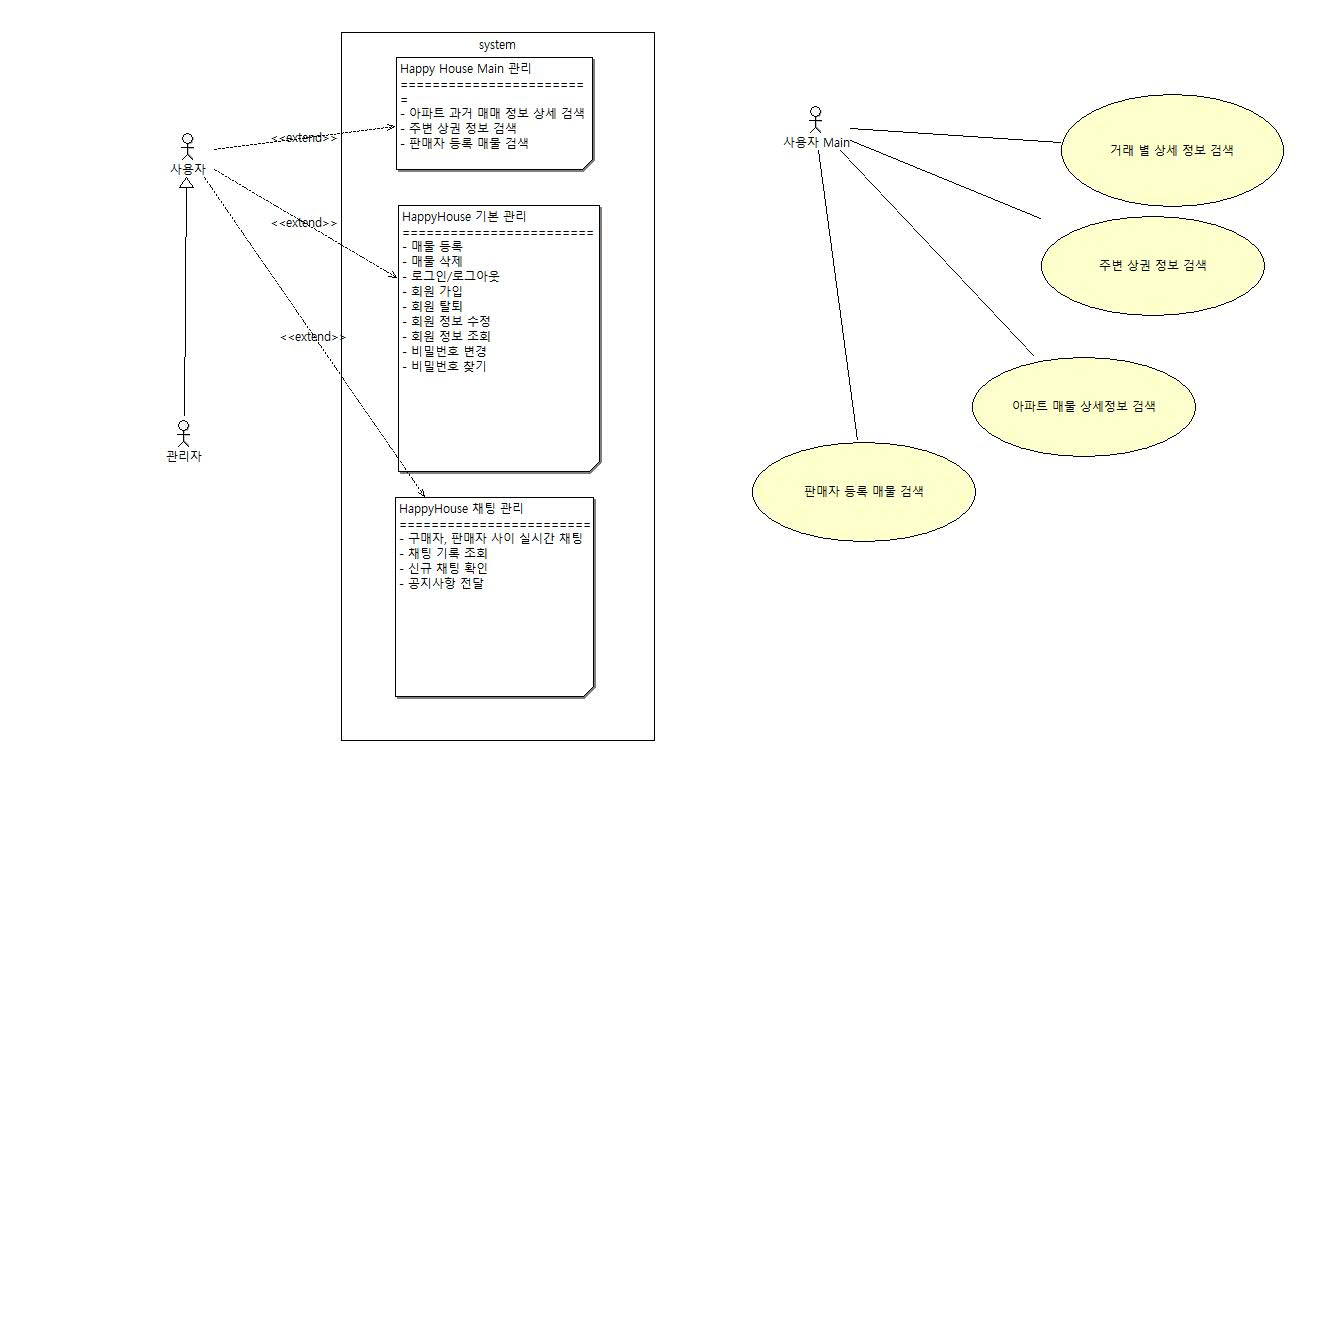 system
Happy House Main 관리
=======================
=
- 아파트 과거 매매 정보 상세 검색
- 주변 상권 정보 검색
- 판매자 등록 매물 검색
<<extend>>
사용자
<<extend>>
HappyHouse 기본 관리
========================
- 매물 등록
- 매물 삭제
- 로그인/로그아웃
- 회원 가입
- 회원 탈퇴
- 회원 정보 수정
- 회원 정보 조회
- 비밀번호 변경
- 비밀번호 찾기
<<extend>>
관리자
HappyHouse 채팅 관리
========================
- 구매자, 판매자 사이 실시간 채팅
- 채팅 기록 조회
- 신규 채팅 확인
- 공지사항 전달
사용자 Main
거래 별 상세 정보 검색
주변 상권 정보 검색
아파트 매물 상세정보 검색
판매자 등록 매물 검색